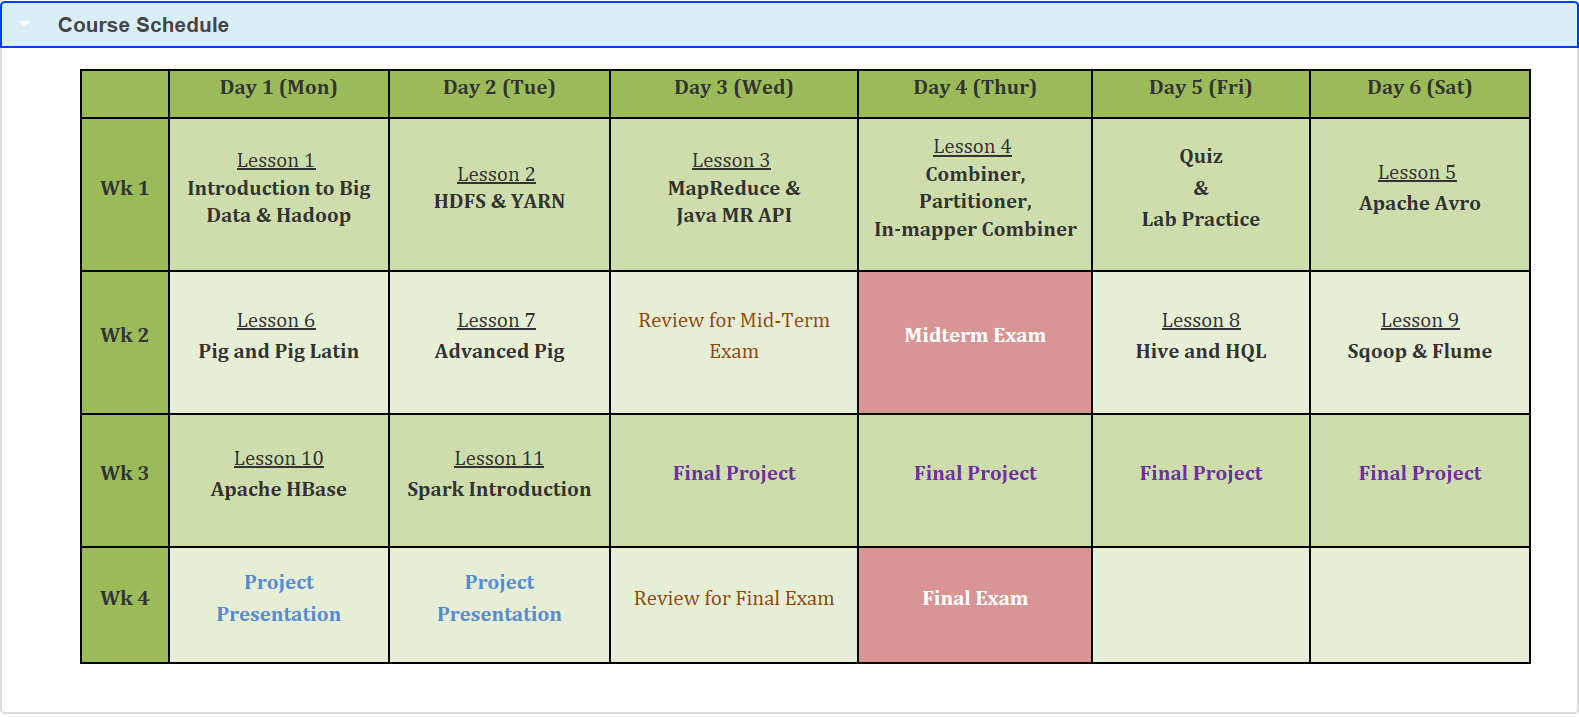 Course Schedule
Day 1 (Mon)
Day 2 (Tue)
Day 3 (Wed)
Day 4 (Thur)
Day 5 (Fri)
Day 6 (Sat)
Wk 1
Lesson 1
Introduction to Big
Data & Hadoop
Lesson 2
HDFS & YARN
Lesson 3
MapReduce &
Java MR API
Lesson 4
Combiner,
Partitioner,
In-mapper Combiner
Quiz
&
Lab Practice
Lesson 5
Apache Avro
Wk 2
Lesson 6
Pig and Pig Latin
Lesson 7
Advanced Pig
Review for Mid-Term
Exam
Midterm Exam
Lesson 8
Hive and HQL
Lesson 9
Sqoop & Flume
Wk 3
Lesson 10
Apache HBase
Lesson 11
Spark Introduction
Final Project
Final Project
Final Project
Final Project
Wk 4
Project
Presentation
Project
Presentation
Review for Final Exam
Final Exam